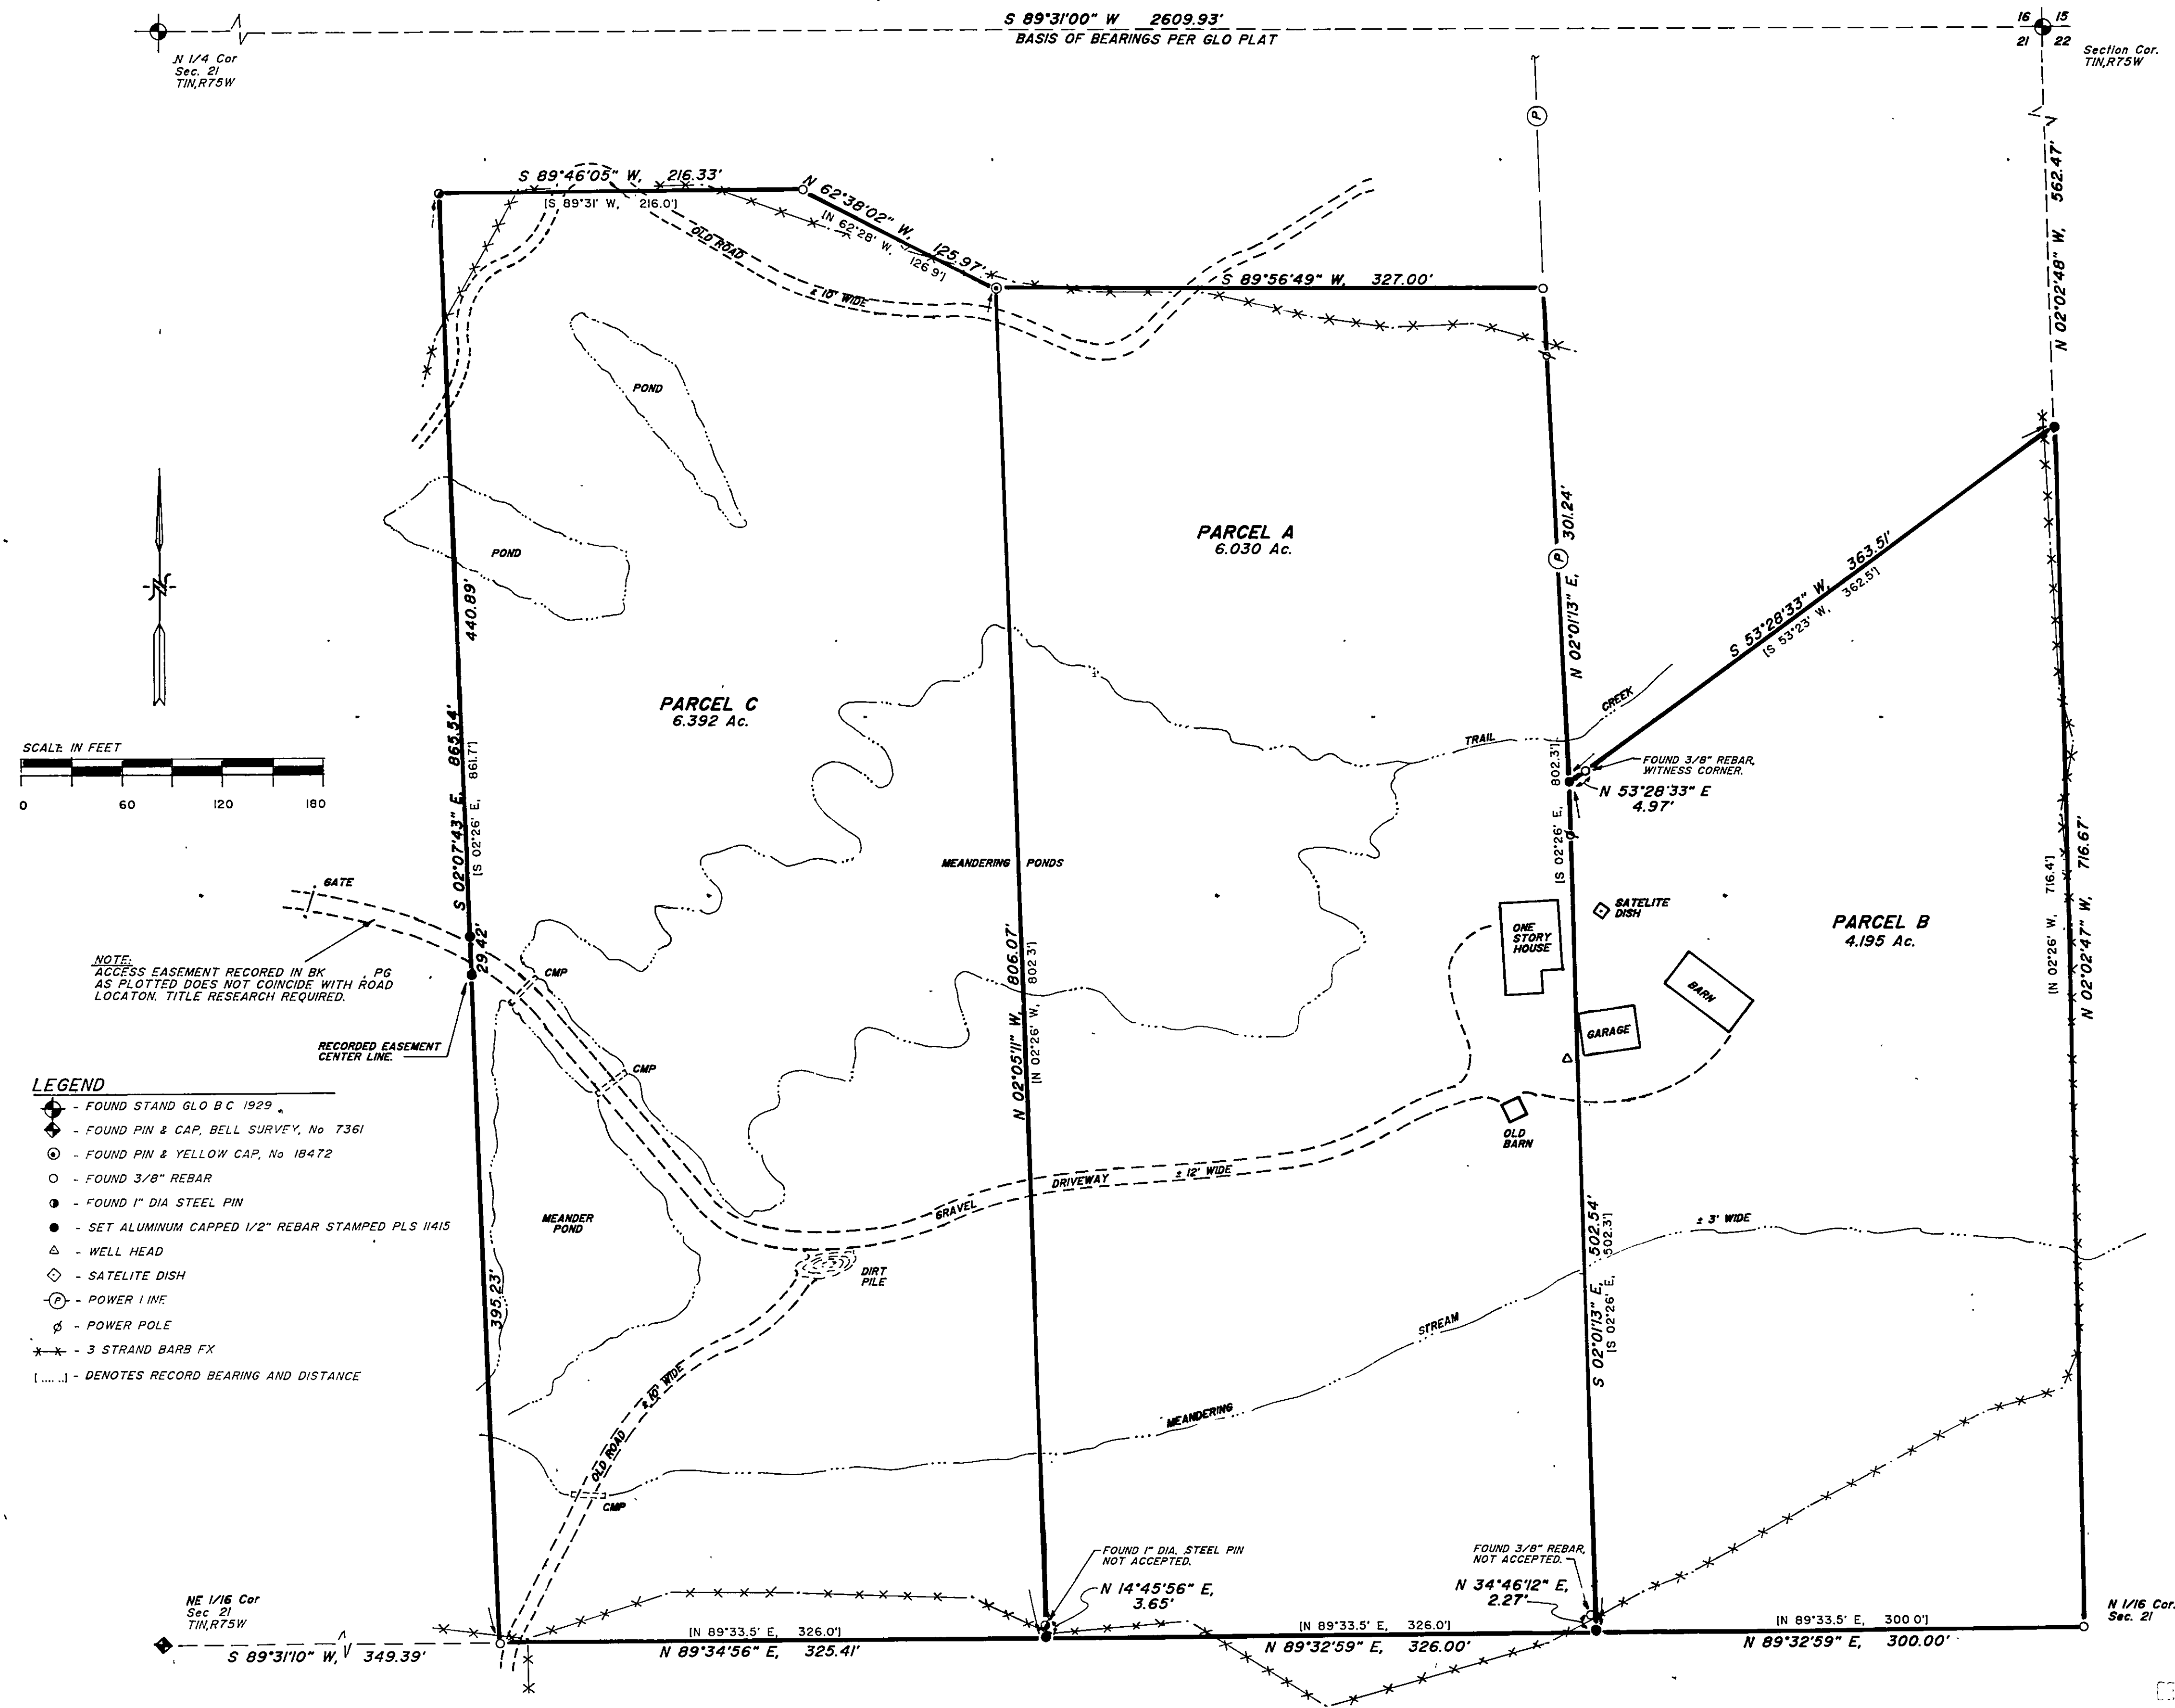 S 89°31'00" W 2609.93'
BASIS OF BEARINGS PER GLO PLAT
N 1/4 Cor
Sec. 21
T1N,R75W
16 15
21 22
Section Cor.
T1N,R75W
N 02°02'48" W, 562.47'
S 89°46'05" W, 216.33'
[S 89°31' W, 216.0']
N 62°38'02" W, 125.97'
[N 62°28' W, 126.9']
OLD ROAD
± 10' WIDE
S 89°56'49" W, 327.00'
P
POND
POND
PARCEL A
6.030 Ac.
P
N 02°01'13" E, 301.24'
S 53°28'33" W, 363.51'
[S 53°23' W, 362.5']
N
440.89'
PARCEL C
6.392 Ac.
S 02°07'43" E, 865.54'
[S 02°26' E, 861.7']
TRAIL
CREEK
SCALE IN FEET
0 60 120 180
[S 02°26' E, 802.3']
FOUND 3/8" REBAR,
WITNESS CORNER.
N 53°28'33" E
4.97'
N 02°02'47" W, 716.67'
[N 02°26' W, 716.4']
GATE
MEANDERING PONDS
SATELITE
DISH
ONE
STORY
HOUSE
PARCEL B
4.195 Ac.
29.42'
NOTE:
ACCESS EASEMENT RECORED IN BK , PG
AS PLOTTED DOES NOT COINCIDE WITH ROAD
LOCATON. TITLE RESEARCH REQUIRED.
CMP
BARN
GARAGE
N 02°05'11" W, 806.07'
[N 02°26' W, 802.3']
RECORDED EASEMENT
CENTER LINE.
CMP
LEGEND
- FOUND STAND GLO B C 1929
- FOUND PIN & CAP, BELL SURVEY, No 7361
- FOUND PIN & YELLOW CAP, No 18472
- FOUND 3/8" REBAR
- FOUND 1" DIA STEEL PIN
- SET ALUMINUM CAPPED 1/2" REBAR STAMPED PLS 11415
- WELL HEAD
- SATELITE DISH
P - POWER LINE
- POWER POLE
- 3 STRAND BARB FX
[.....] - DENOTES RECORD BEARING AND DISTANCE
OLD
BARN
GRAVEL DRIVEWAY ± 12' WIDE
MEANDER
POND
DIRT
PILE
395.23'
± 3' WIDE
S 02°01'13" E, 502.54'
[S 02°26' E, 502.3']
STREAM
MEANDERING
± 10' WIDE
OLD ROAD
CMP
FOUND 1" DIA. STEEL PIN
NOT ACCEPTED.
N 14°45'56" E,
3.65'
FOUND 3/8" REBAR,
NOT ACCEPTED.
N 34°46'12" E,
2.27'
NE 1/16 Cor
Sec 21
T1N,R75W
S 89°31'10" W, 349.39'
[N 89°33.5' E, 326.0']
N 89°34'56" E, 325.41'
[N 89°33.5' E, 326.0']
N 89°32'59" E, 326.00'
[N 89°33.5' E, 300.0']
N 89°32'59" E, 300.00'
N 1/16 Cor.
Sec. 21